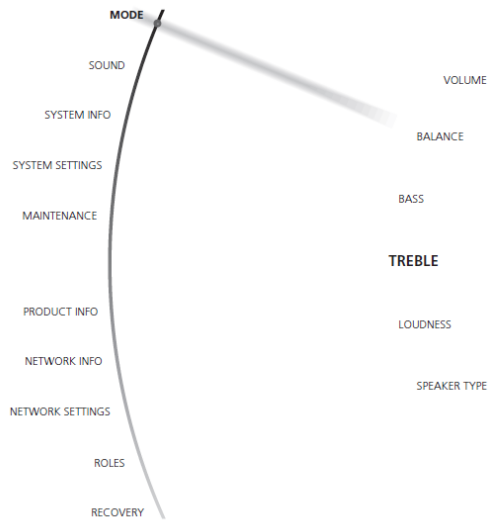 MODE
SOUND
SYSTEM INFO
SYSTEM SETTINGS
MAINTENANCE
PRODUCT INFO
NETWORK INFO
NETWORK SETTINGS
ROLES
RECOVERY
VOLUME
BALANCE
BASS
TREBLE
LOUDNESS
SPEAKER TYPE